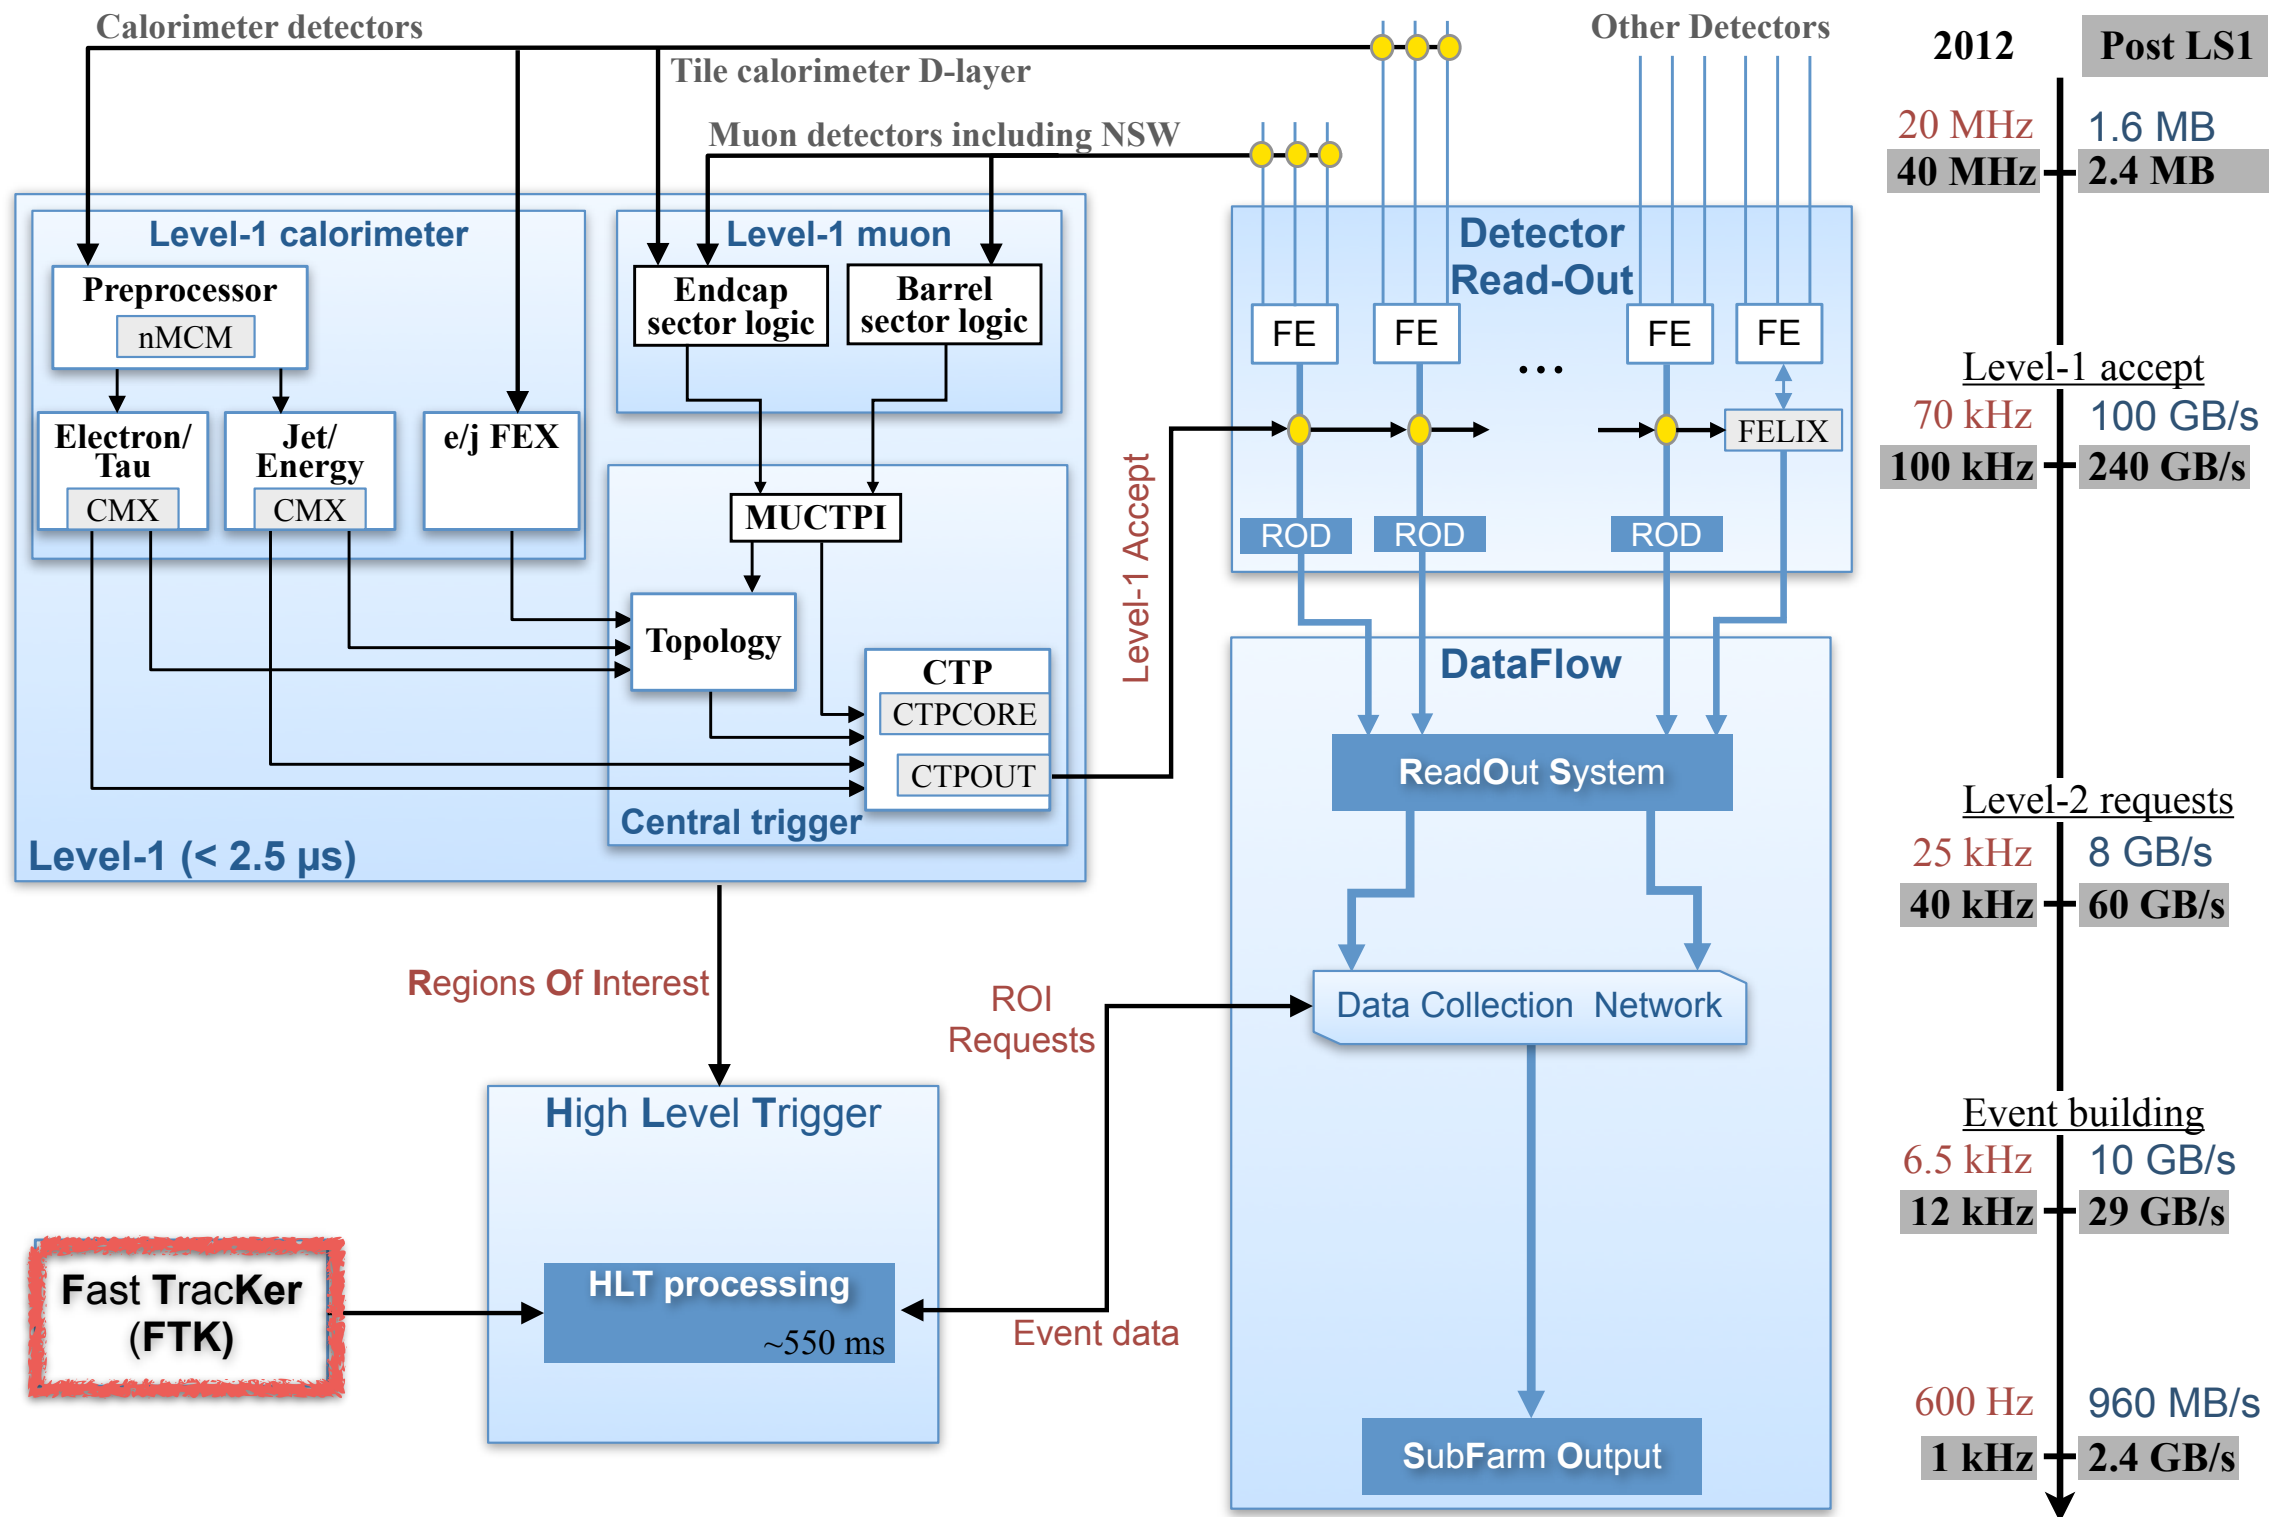 Calorimeter detectors
Tile calorimeter D-layer
Muon detectors including NSW
Other Detectors
2012
Post LS1
20 MHz
1.6 MB
40 MHz
2.4 MB
Level-1 calorimeter
Preprocessor
nMCM
Electron/
Tau
CMX
Jet/
Energy
CMX
e/j FEX
Level-1 muon
Endcap
sector logic
Barrel
sector logic
MUCTPI
Topology
CTP
CTPCORE
CTPOUT
Central trigger
Level-1 (< 2.5 µs)
Level-1 Accept
Detector
Read-Out
FE
FE
FE
FE
...
FELIX
ROD
ROD
ROD
Level-1 accept
70 kHz
100 GB/s
100 kHz
240 GB/s
DataFlow
ReadOut System
Data Collection Network
SubFarm Output
Level-2 requests
25 kHz
8 GB/s
40 kHz
60 GB/s
Regions Of Interest
ROI
Requests
Event data
High Level Trigger
HLT processing
~550 ms
Fast TracKer
(FTK)
Event building
6.5 kHz
10 GB/s
12 kHz
29 GB/s
600 Hz
960 MB/s
1 kHz
2.4 GB/s